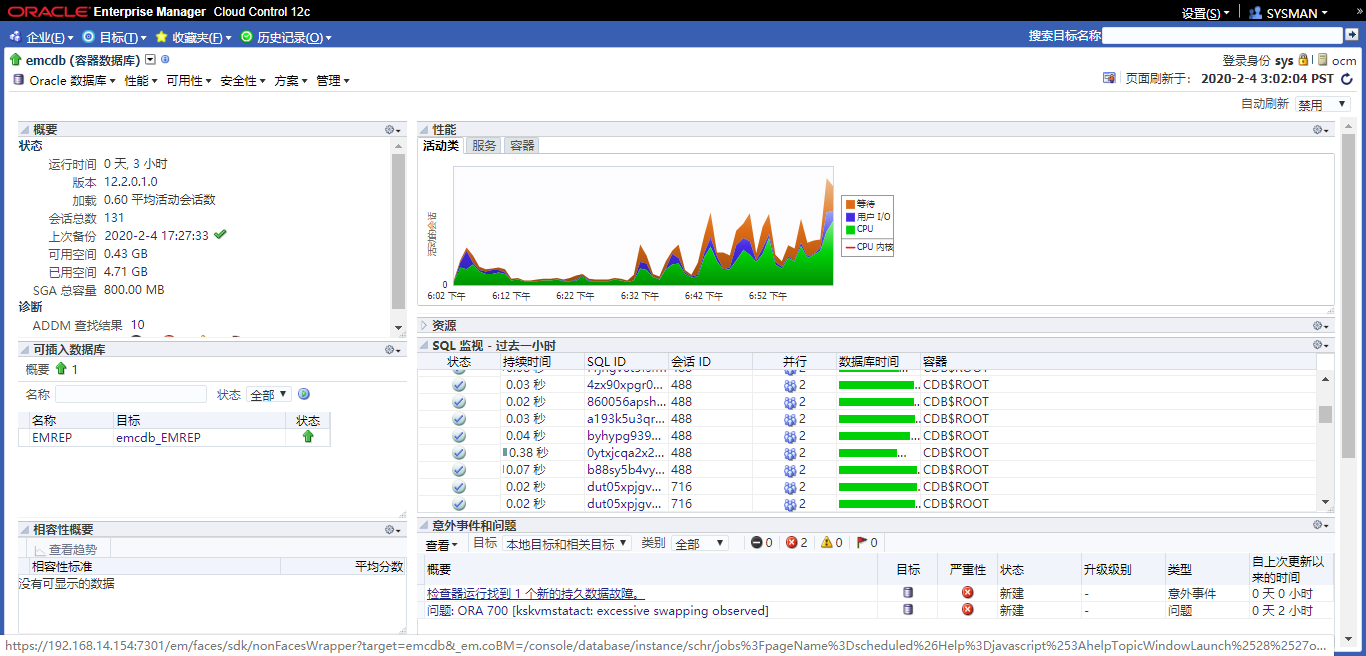 ORACLE Enterprise Manager Cloud Control 12c
设置(S) SYSMAN »
企业(E) 目标(T) 收藏夹(F) 历史记录(O) 搜索目标名称
emcdb (容器数据库) 登录身份 sys ocm
Oracle 数据库 性能 可用性 安全性 方案 管理 页面刷新于: 2020-2-4 3:02:04 PST
自动刷新 禁用
概要
状态
运行时间 0 天, 3 小时
版本 12.2.0.1.0
加载 0.60 平均活动会话数
会话总数 131
上次备份 2020-2-4 17:27:33
可用空间 0.43 GB
已用空间 4.71 GB
SGA 总容量 800.00 MB
诊断
ADDM 查找结果 10
可插入数据库
概要 1
名称 状态 全部
名称 目标 状态
EMREP emcdb_EMREP
相容性概要
查看趋势
相容性标准 平均分数
没有可显示的数据
性能
活动类 服务 容器
活动的会话
0
6:02 下午 6:12 下午 6:22 下午 6:32 下午 6:42 下午 6:52 下午
等待
用户 I/O
CPU
CPU 内核
资源
SQL 监视 - 过去一小时
状态 持续时间 SQL ID 会话 ID 并行 数据库时间 容器
0.03 秒 4zx90xpgr0... 488 2 .. CDB$ROOT
0.02 秒 860056apsh... 488 2 .. CDB$ROOT
0.03 秒 a193k5u3qr... 488 2 .. CDB$ROOT
0.04 秒 byhypg939... 488 2 ... CDB$ROOT
0.38 秒 0ytxjcqa2x2... 488 2 ... CDB$ROOT
0.07 秒 b88sy5b4vy... 488 2 . CDB$ROOT
0.02 秒 dut05xpjgv... 716 2 . CDB$ROOT
0.02 秒 dut05xpjgv... 716 2 .. CDB$ROOT
意外事件和问题
查看 目标 本地目标和相关目标 类别 全部 0 2 0 0
概要 目标 严重性 状态 升级级别 类型 自上次更新以来的时间
检查器运行找到 1 个新的持久数据故障。 新建 - 意外事件 0 天 0 小时
问题: ORA 700 [kskvmstatact: excessive swapping observed] 新建 - 问题 0 天 2 小时
https://192.168.14.154:7301/em/faces/sdk/nonFacesWrapper?target=emcdb&_em.coBM=/console/database/instance/schr/jobs%3FpageName%3Dscheduled%26Help%3Djavascript%253AhelpTopicWindowLaunch%2528%2527o...